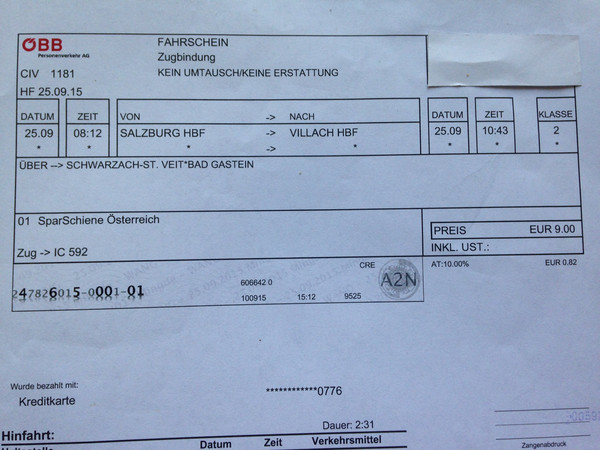 ÖBB
Personenverkehr AG
FAHRSCHEIN
Zugbindung
CIV 1181
KEIN UMTAUSCH/KEINE ERSTATTUNG
HF 25.09.15
DATUM ZEIT VON -> NACH DATUM ZEIT KLASSE
25.09 08:12 SALZBURG HBF -> VILLACH HBF 25.09 10:43 2
* * * -> * * * *
ÜBER --> SCHWARZACH-ST. VEIT*BAD GASTEIN
01 SparSchiene Österreich
PREIS EUR 9.00
Zug -> IC 592
INKL. UST.:
AT:10.00% EUR 0.82
CRE
A2N
606642 0
247826015-0001-01
100915 15:12 9525
Wurde bezahlt mit:
Kreditkarte
************0776
Dauer: 2:31
Hinfahrt:
Datum Zeit Verkehrsmittel
Zangenabdruck